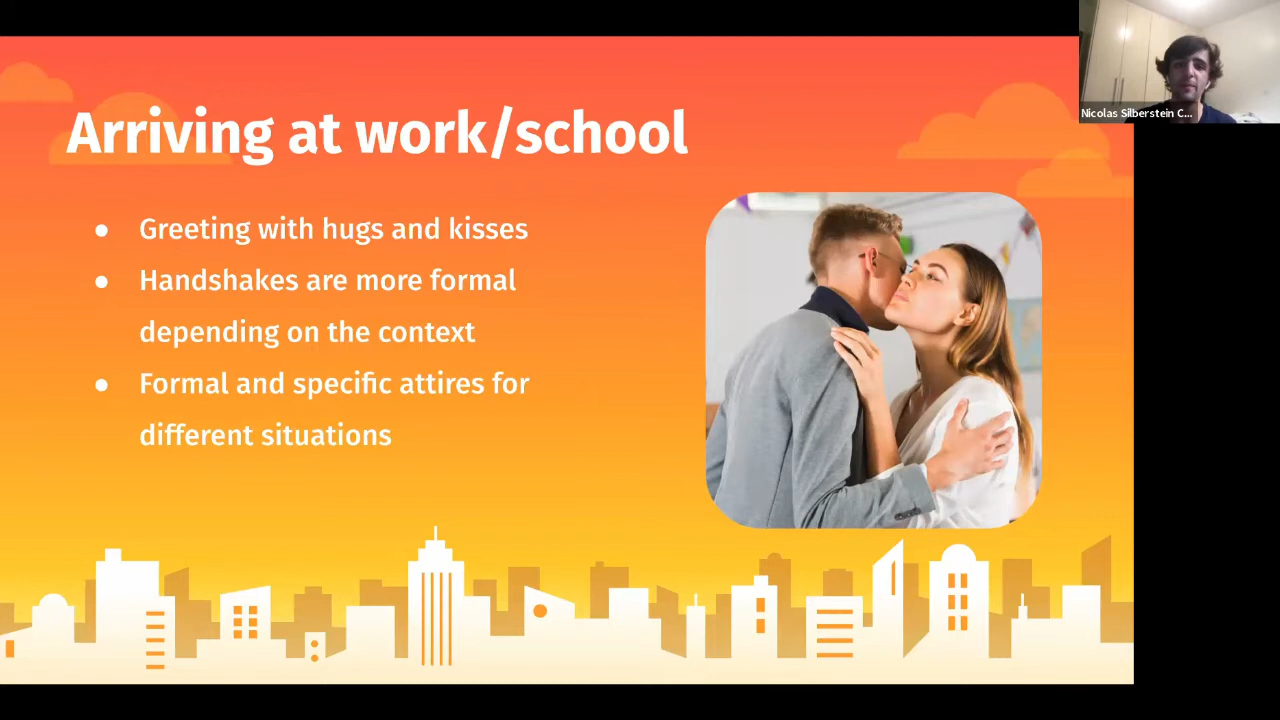 Nicolas Silberstein C...
Arriving at work/school
● Greeting with hugs and kisses
● Handshakes are more formal
depending on the context
● Formal and specific attires for
different situations